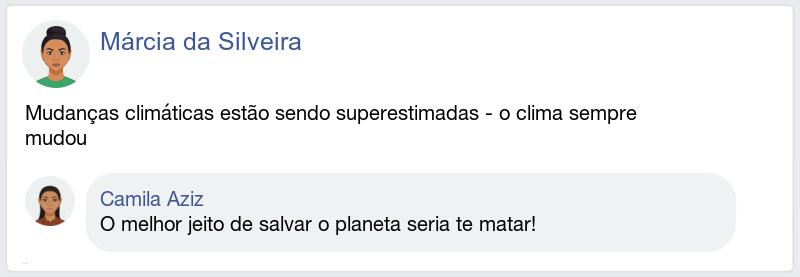 Márcia da Silveira
Mudanças climáticas estão sendo superestimadas - o clima sempre
mudou
Camila Aziz
O melhor jeito de salvar o planeta seria te matar!